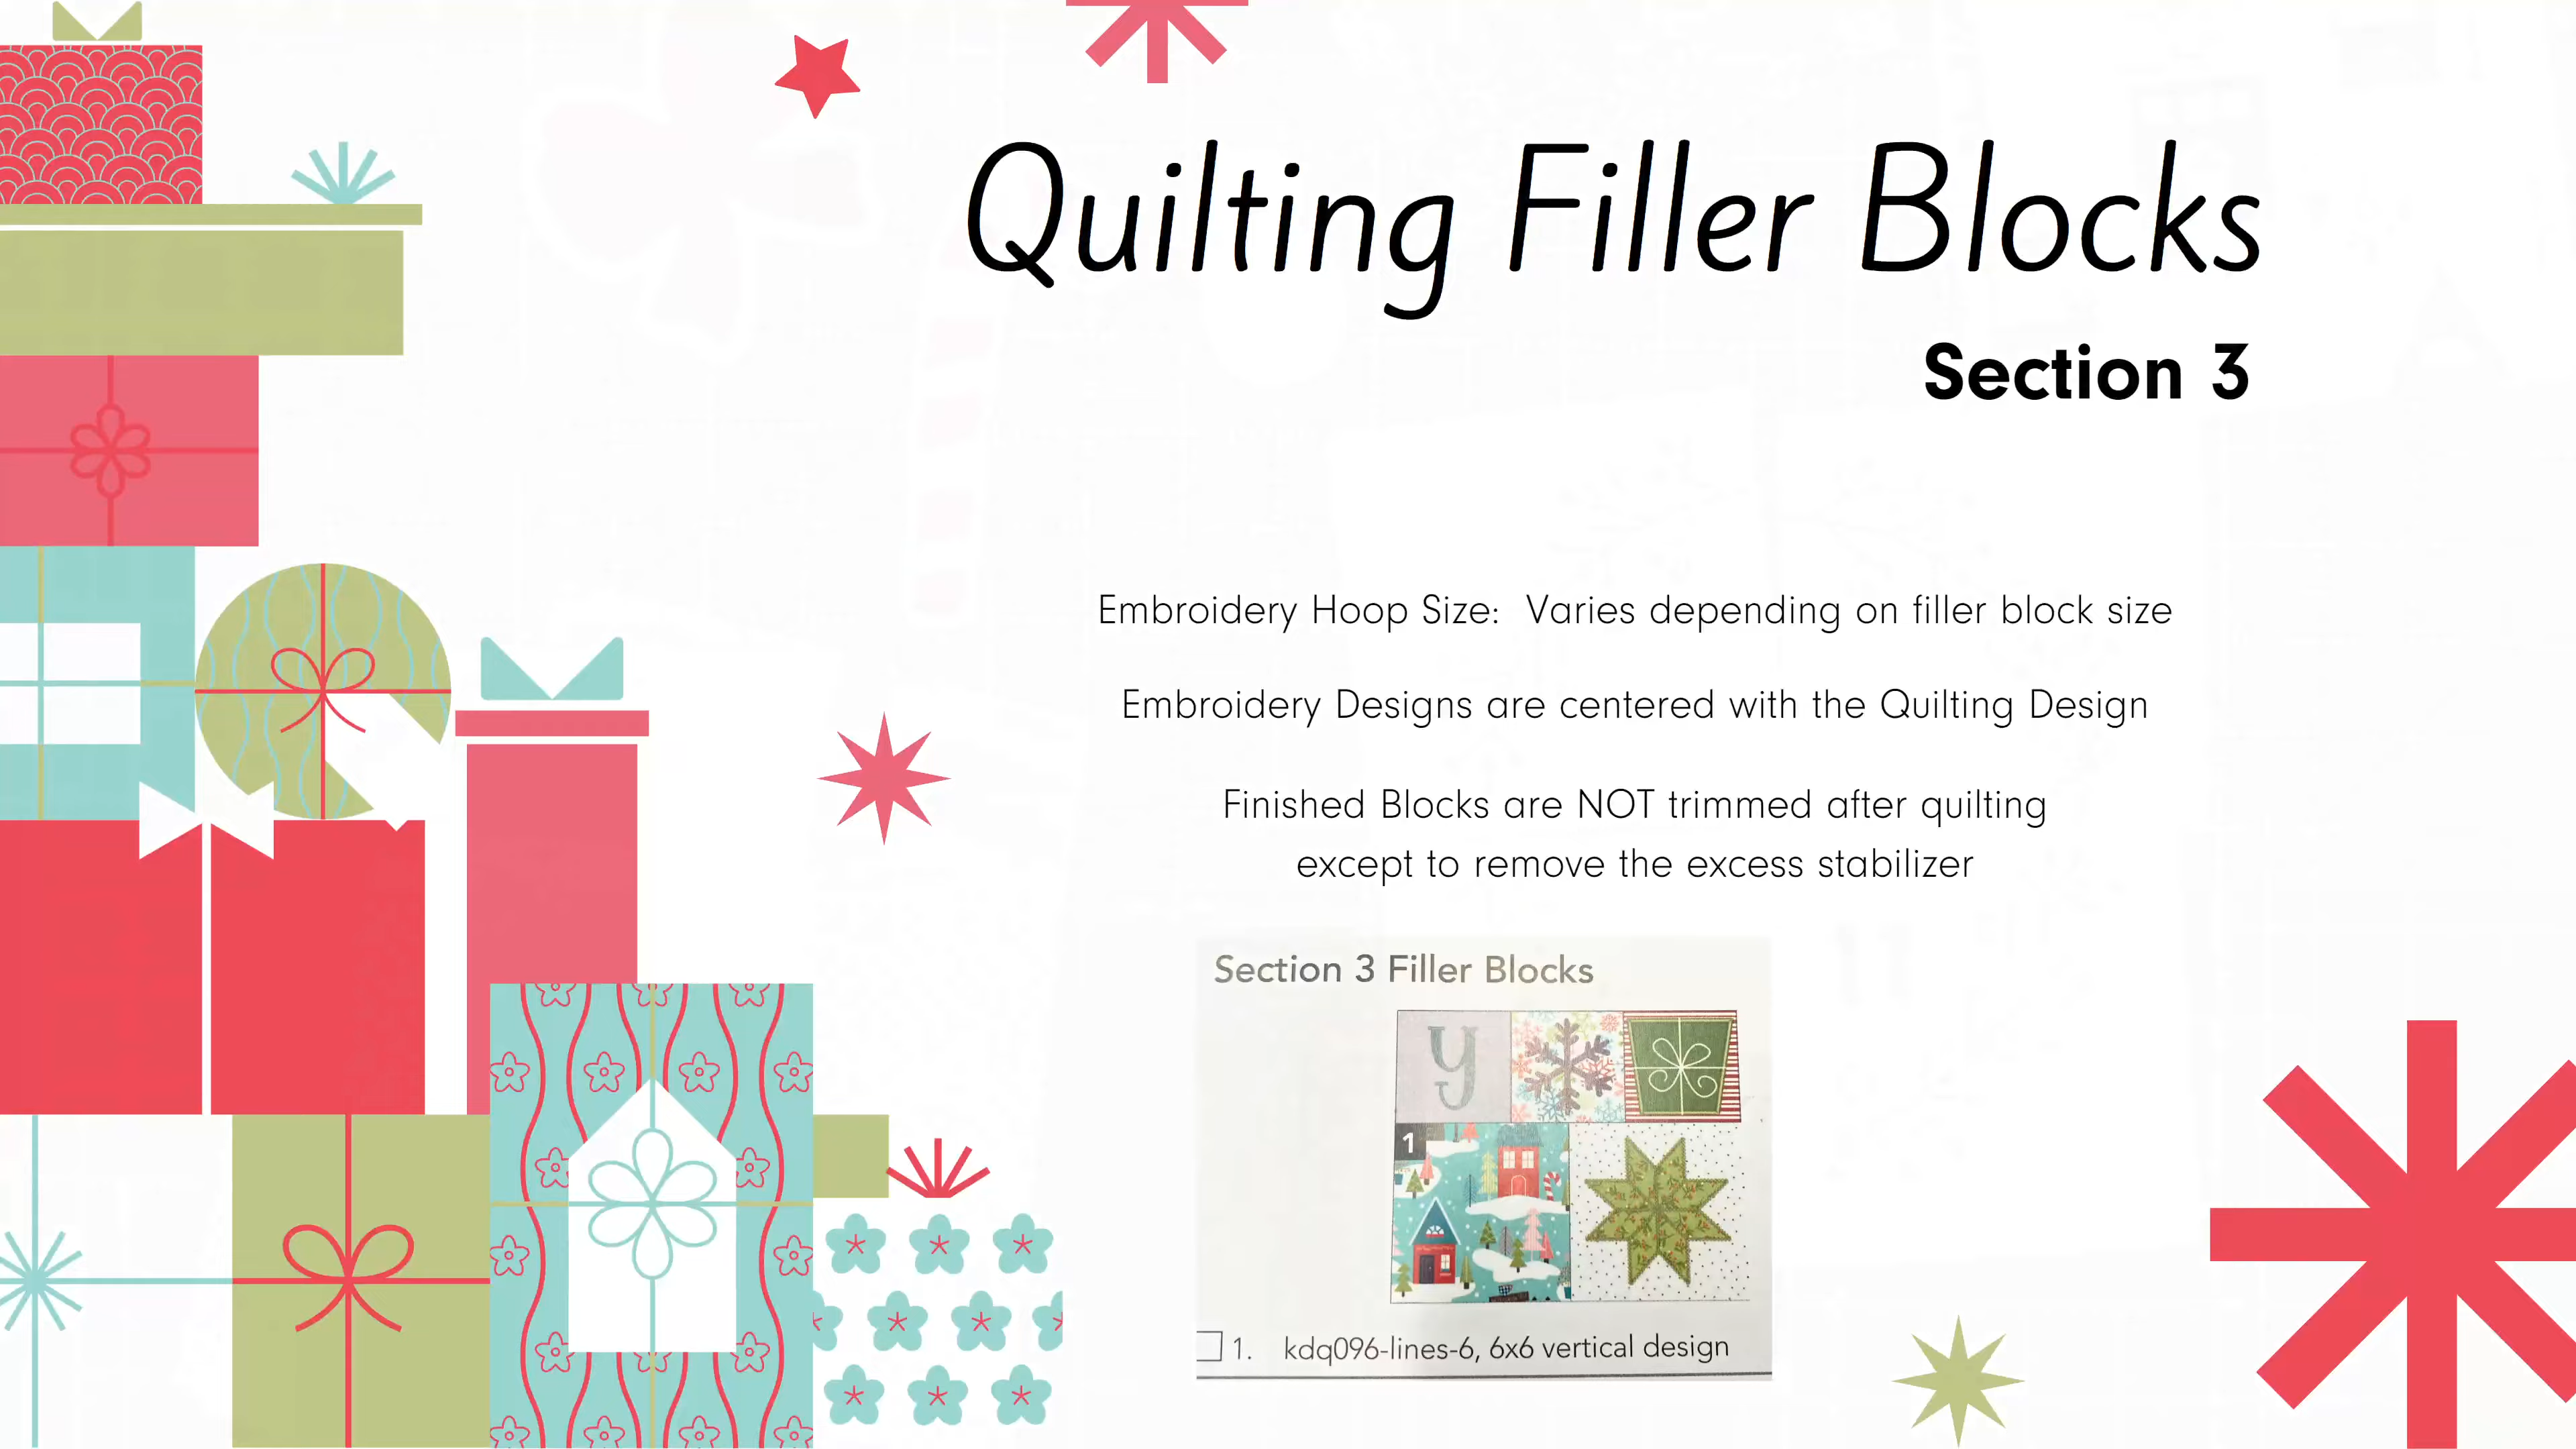 Quilting Filler Blocks
Section 3
Embroidery Hoop Size: Varies depending on filler block size
Embroidery Designs are centered with the Quilting Design
Finished Blocks are NOT trimmed after quilting
except to remove the excess stabilizer
Section 3 Filler Blocks
y
1
1. kdq096-lines-6, 6x6 vertical design